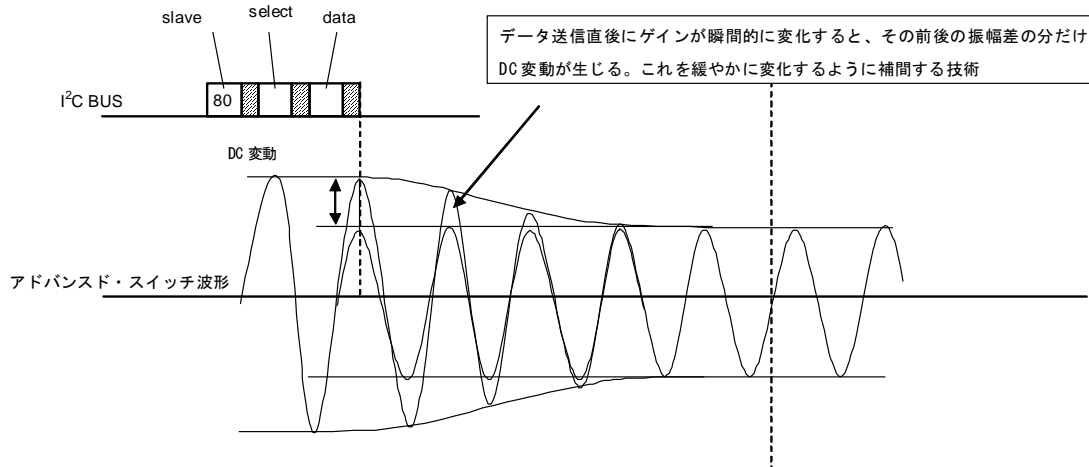 slave select data
データ送信直後にゲインが瞬間的に変化すると、その前後の振幅差の分だけ
DC変動が生じる。これを緩やかに変化するように補間する技術
I²C BUS
80
DC 変動
アドバンスド・スイッチ波形